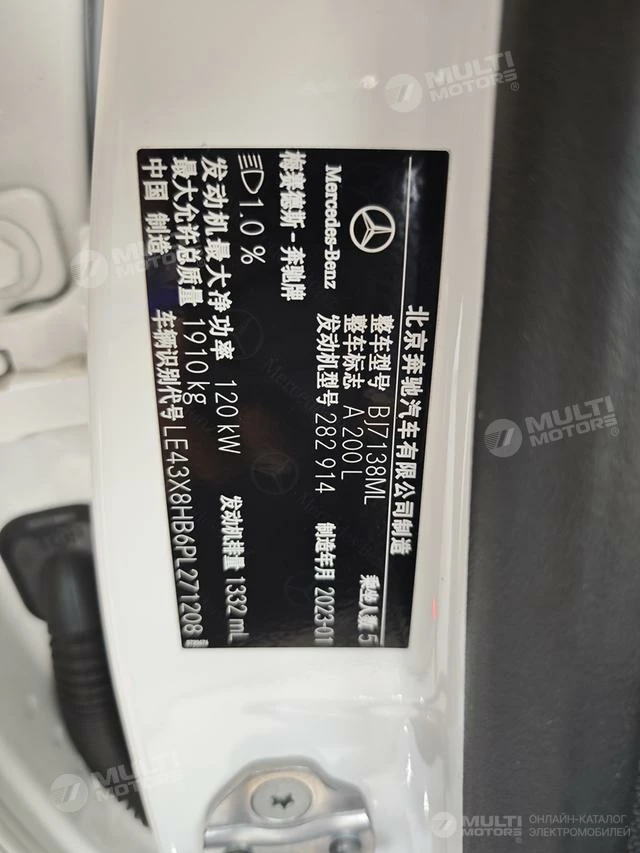 北京奔驰汽车有限公司制造
Mercedes-Benz
梅赛德斯-奔驰牌
整车型号 BJ7138ML
整车标志 A 200 L
发动机型号 282 914
乘坐人数 5
制造年月 2023-01
1.0 %
发动机最大净功率 120 kW
发动机排量 1332 mL
最大允许总质量 1910 kg
中国 制造
车辆识别代号 LE43X8HB6PL271208
MULTI MOTORS®
MULTI MOTORS®
MULTI MOTORS®
MULTI MOTORS®
MULTI MOTORS®
ОНЛАЙН-КАТАЛОГ
ЭЛЕКТРОМОБИЛЕЙ